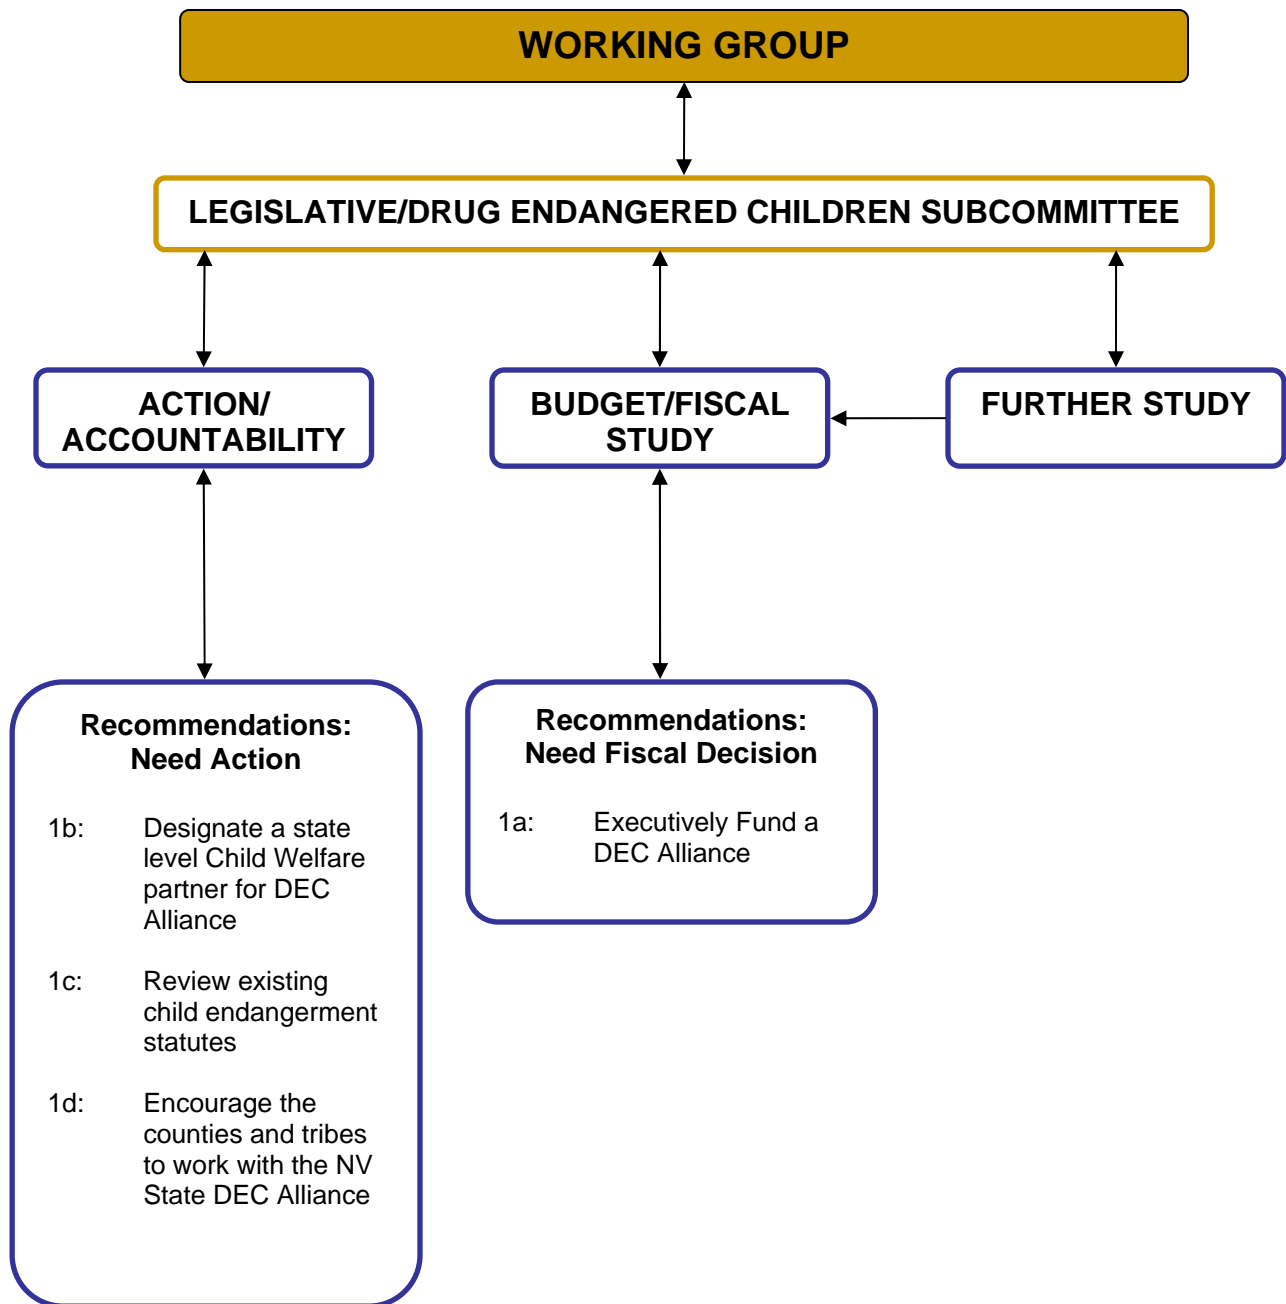 WORKING GROUP
LEGISLATIVE/DRUG ENDANGERED CHILDREN SUBCOMMITTEE
ACTION/
ACCOUNTABILITY
BUDGET/FISCAL
STUDY
FURTHER STUDY
Recommendations:
Need Action
1b: Designate a state
level Child Welfare
partner for DEC
Alliance
1c: Review existing
child endangerment
statutes
1d: Encourage the
counties and tribes
to work with the NV
State DEC Alliance
Recommendations:
Need Fiscal Decision
1a: Executively Fund a
DEC Alliance